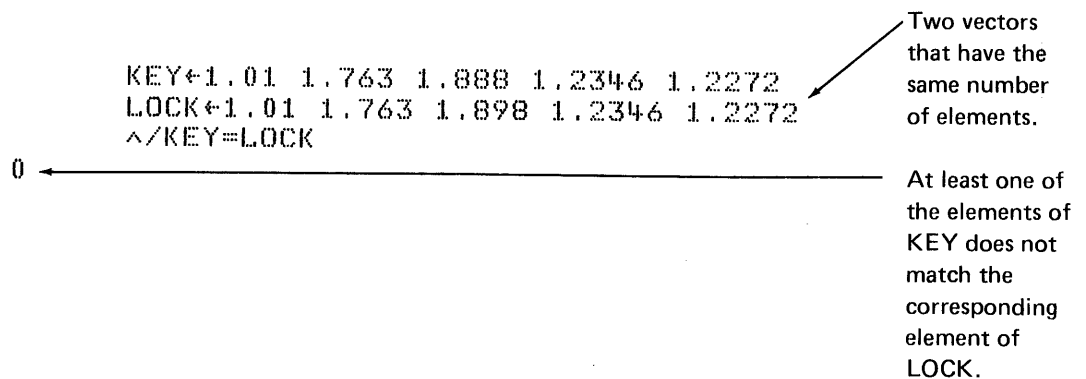 Two vectors
that have the
same number
of elements.
KEY←1.01 1.763 1.888 1.2346 1.2272
LOCK←1.01 1.763 1.898 1.2346 1.2272
∧/KEY=LOCK
0
At least one of
the elements of
KEY does not
match the
corresponding
element of
LOCK.